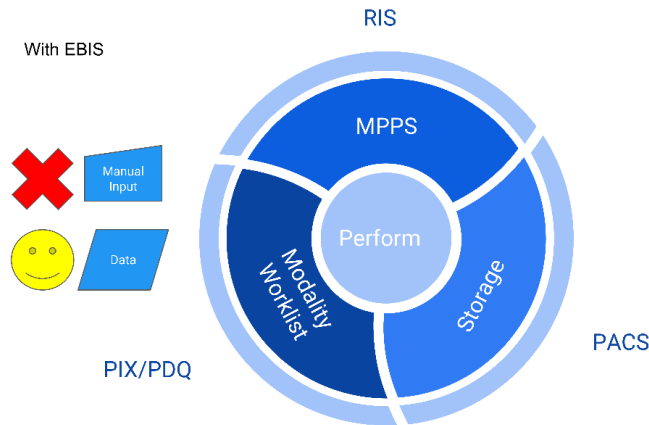 RIS
With EBIS
MPPS
Manual
Input
Perform
Data
Modality
Worklist
Storage
PACS
PIX/PDQ